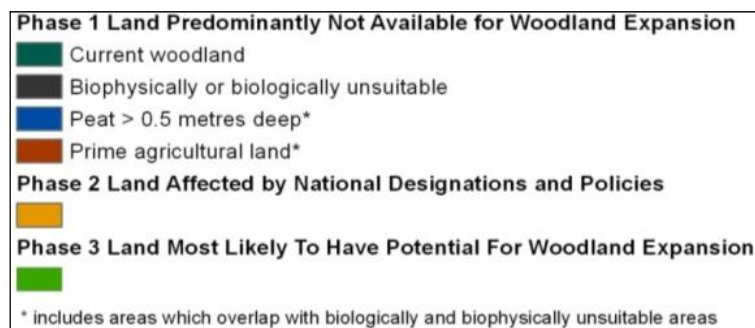 Phase 1 Land Predominantly Not Available for Woodland Expansion
Current woodland
Biophysically or biologically unsuitable
Peat > 0.5 metres deep*
Prime agricultural land*
Phase 2 Land Affected by National Designations and Policies
Phase 3 Land Most Likely To Have Potential For Woodland Expansion
* includes areas which overlap with biologically and biophysically unsuitable areas